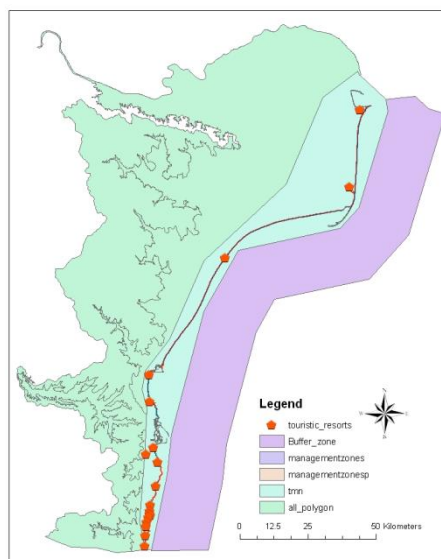 Legend
touristic_resorts
Buffer_zone
managementzones
managementzonesp
tmn
all_polygon
0 12.5 25 50 Kilometers